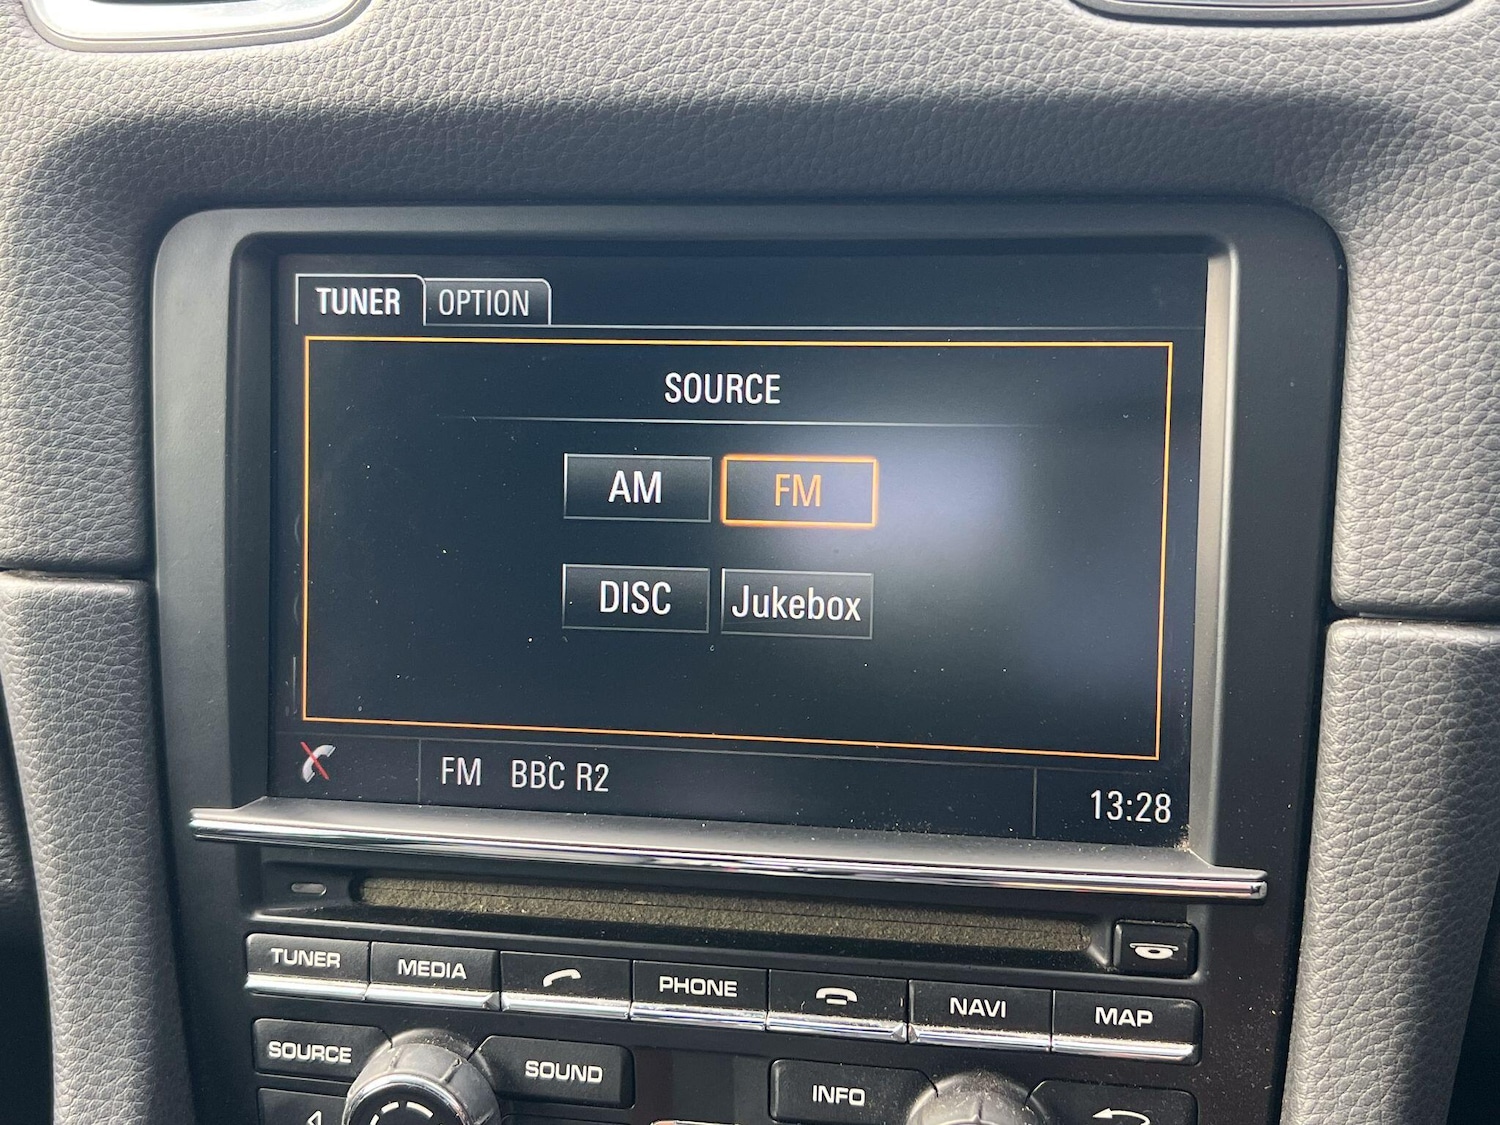 TUNER OPTION
SOURCE
AM FM
DISC Jukebox
FM BBC R2 13:28
TUNER MEDIA PHONE NAVI MAP
SOURCE SOUND INFO